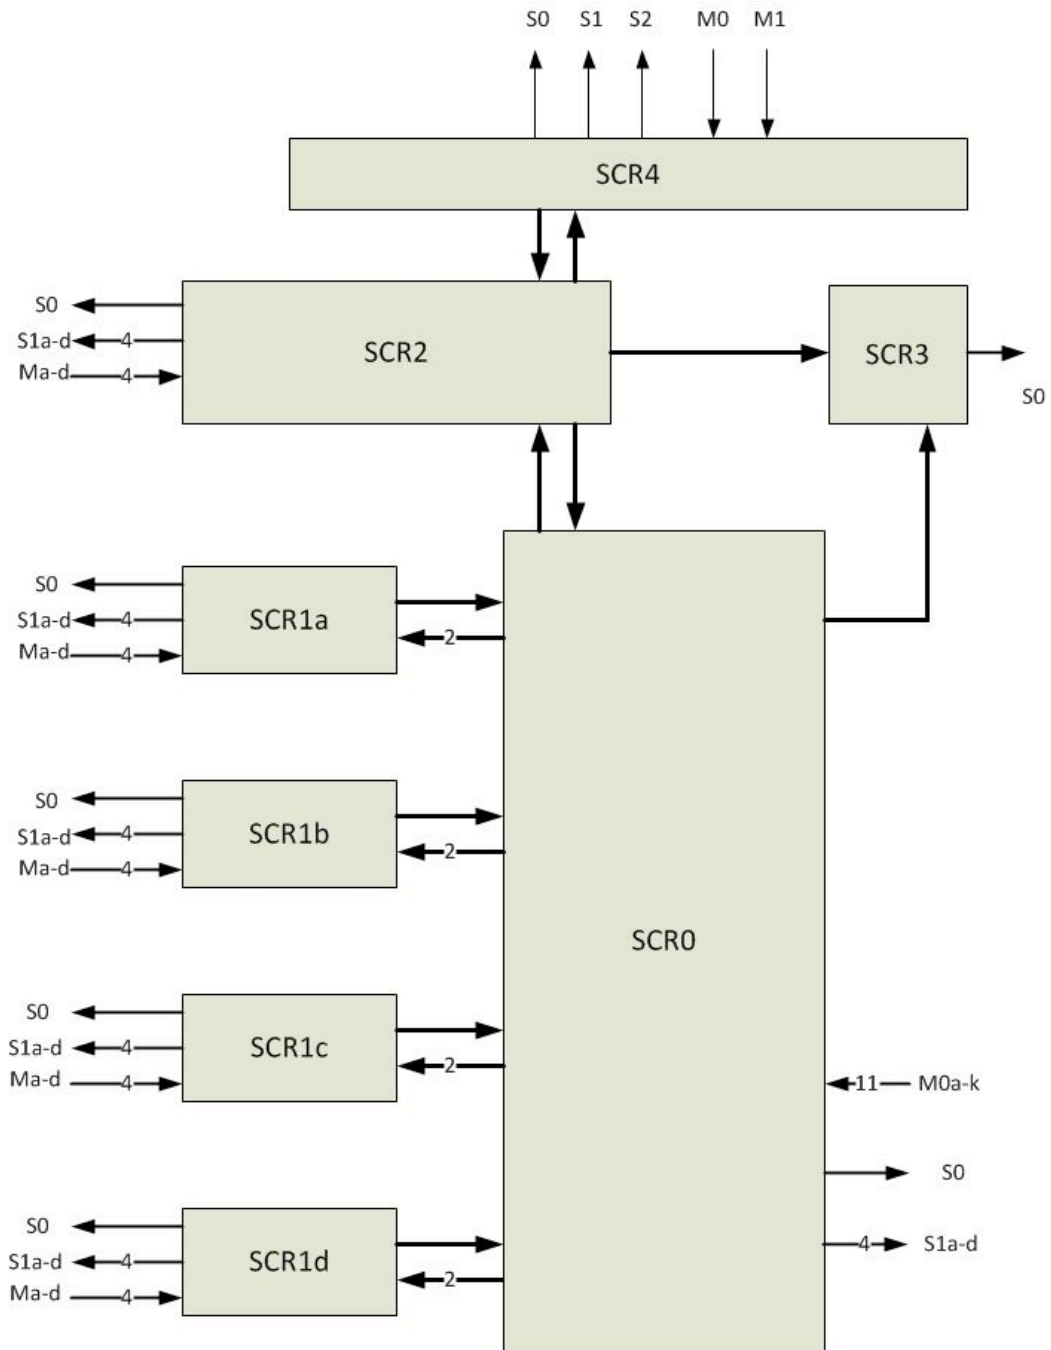 S0 S1 S2 M0 M1
SCR4
S0
S1a-d 4
Ma-d 4
SCR2
SCR3
S0
S0
S1a-d 4
Ma-d 4
SCR1a
2
S0
S1a-d 4
Ma-d 4
SCR1b
2
SCR0
S0
S1a-d 4
Ma-d 4
SCR1c
2
11 M0a-k
S0
4 S1a-d
S0
S1a-d 4
Ma-d 4
SCR1d
2